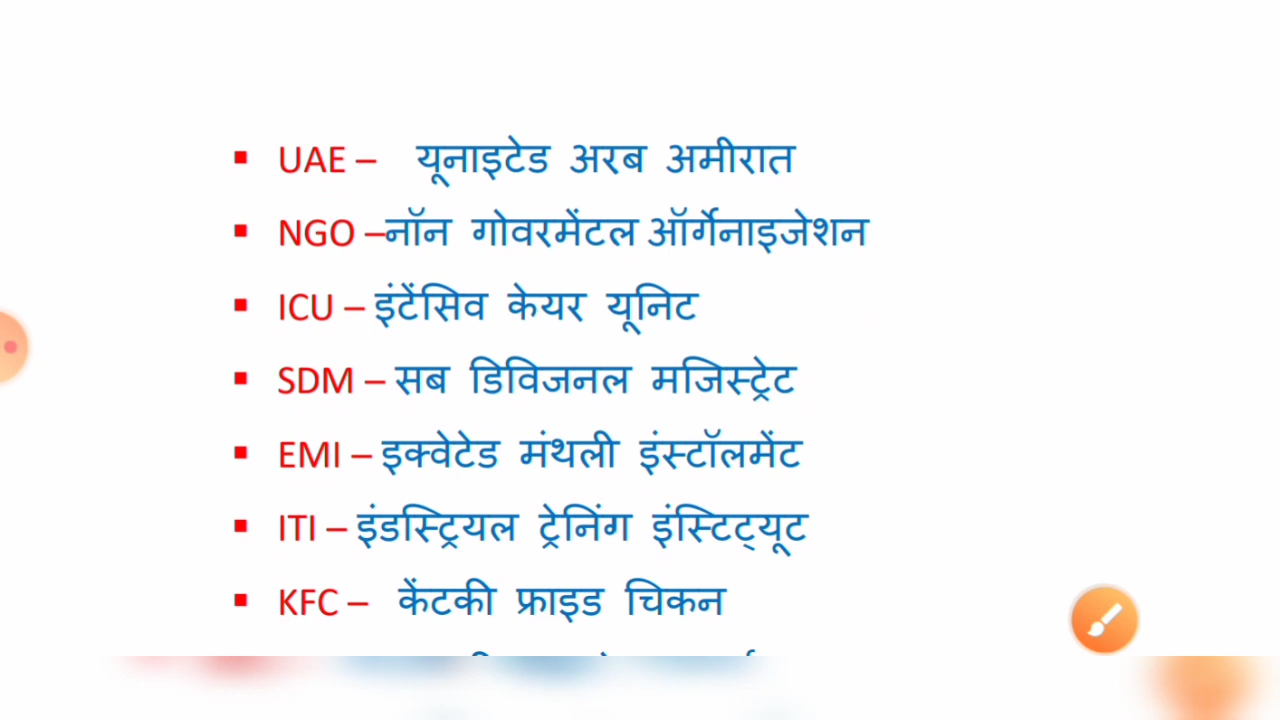 ▪ UAE – यूनाइटेड अरब अमीरात
▪ NGO –नॉन गोवरमेंटल ऑर्गेनाइजेशन
▪ ICU – इंटेंसिव केयर यूनिट
▪ SDM – सब डिविजनल मजिस्ट्रेट
▪ EMI – इक्वेटेड मंथली इंस्टॉलमेंट
▪ ITI – इंडस्ट्रियल ट्रेनिंग इंस्टिट्यूट
▪ KFC – केंटकी फ्राइड चिकन